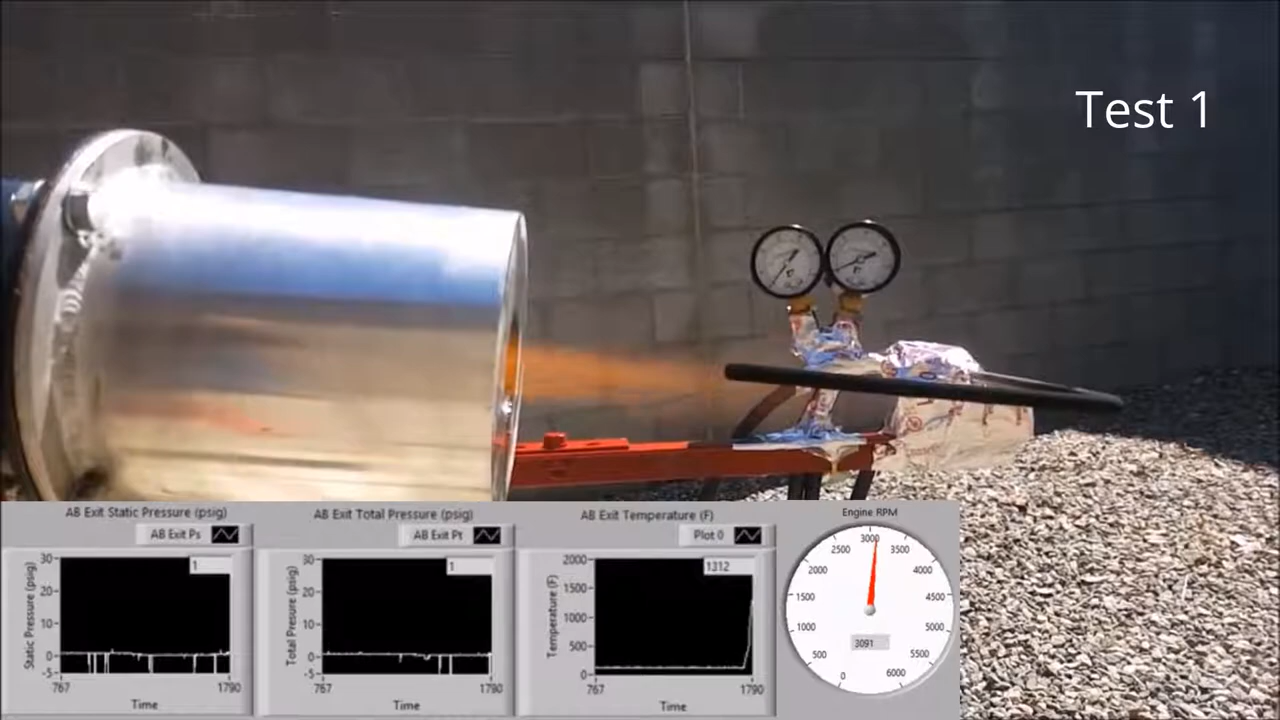 Test 1
AB Exit Static Pressure (psig)
AB Exit Ps
1
Static Pressure (psig)
30
20
10
0
-5
767
1790
Time
AB Exit Total Pressure (psig)
AB Exit Pt
1
Total Pressure (psig)
30
20
10
0
-5
767
1790
Time
AB Exit Temperature (F)
Plot 0
1312
Temperature (F)
2000
1500
1000
500
0
767
1790
Time
Engine RPM
0
500
1000
1500
2000
2500
3000
3500
4000
4500
5000
5500
6000
3091